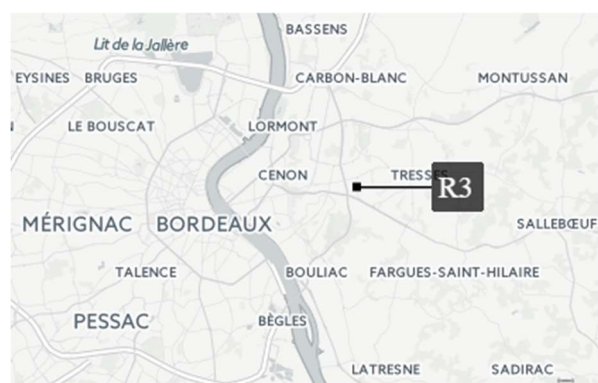 BASSENS
Lit de la Jallère
EYSINES BRUGES CARBON-BLANC MONTUSSAN
LE BOUSCAT LORMONT
CENON TRESSES
R3
MÉRIGNAC BORDEAUX SALLEBŒUF
TALENCE BOULIAC FARGUES-SAINT-HILAIRE
PESSAC BÈGLES
LATRESNE SADIRAC